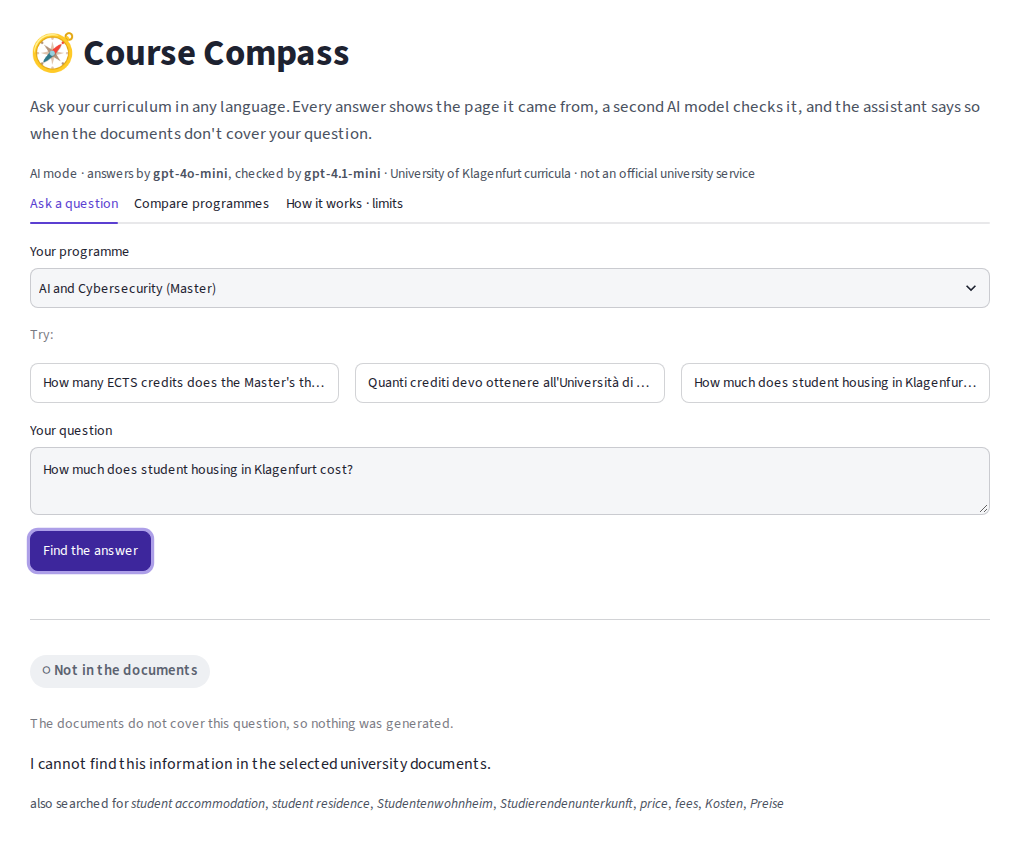 🧭 Course Compass
Ask your curriculum in any language. Every answer shows the page it came from, a second AI model checks it, and the assistant says so
when the documents don't cover your question.
AI mode · answers by gpt-4o-mini, checked by gpt-4.1-mini · University of Klagenfurt curricula · not an official university service
Ask a question Compare programmes How it works · limits
Your programme
AI and Cybersecurity (Master)
Try:
How many ECTS credits does the Master's th… Quanti crediti devo ottenere all'Università di … How much does student housing in Klagenfur…
Your question
How much does student housing in Klagenfurt cost?
Find the answer
○ Not in the documents
The documents do not cover this question, so nothing was generated.
I cannot find this information in the selected university documents.
also searched for student accommodation, student residence, Studentenwohnheim, Studierendenunterkunft, price, fees, Kosten, Preise